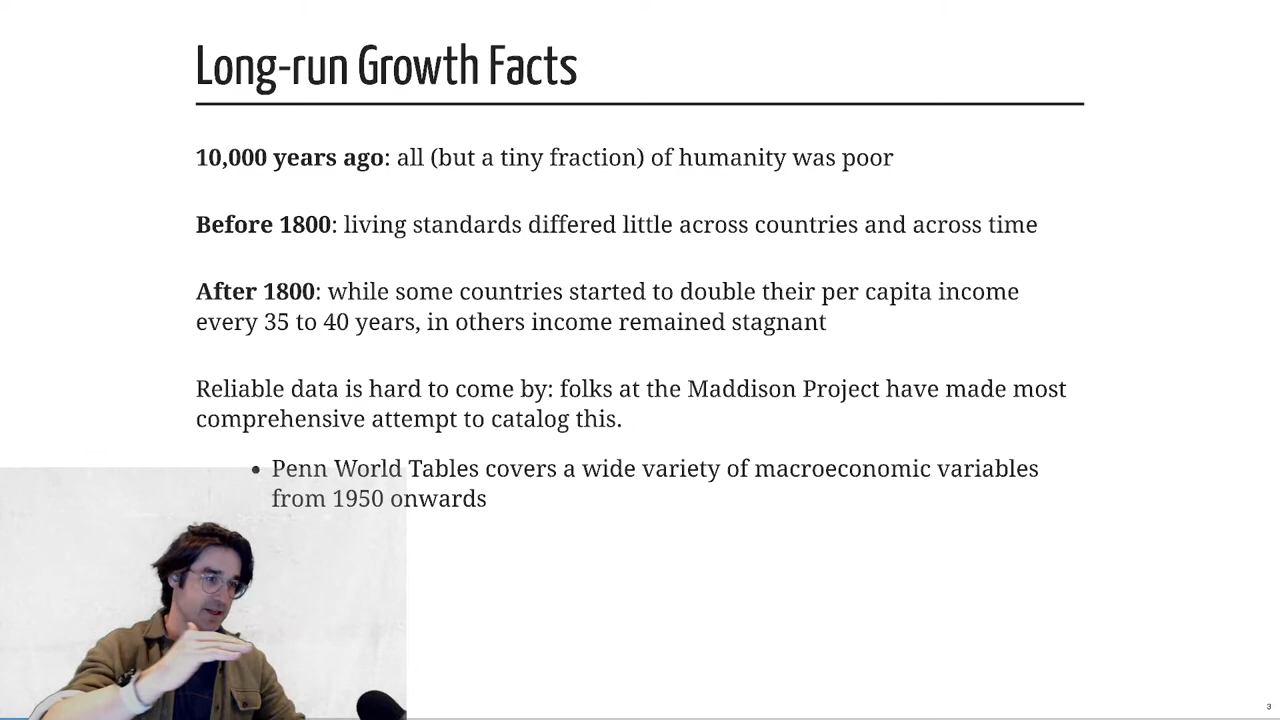 Long-run Growth Facts
10,000 years ago: all (but a tiny fraction) of humanity was poor
Before 1800: living standards differed little across countries and across time
After 1800: while some countries started to double their per capita income
every 35 to 40 years, in others income remained stagnant
Reliable data is hard to come by: folks at the Maddison Project have made most
comprehensive attempt to catalog this.
• Penn World Tables covers a wide variety of macroeconomic variables
from 1950 onwards
3